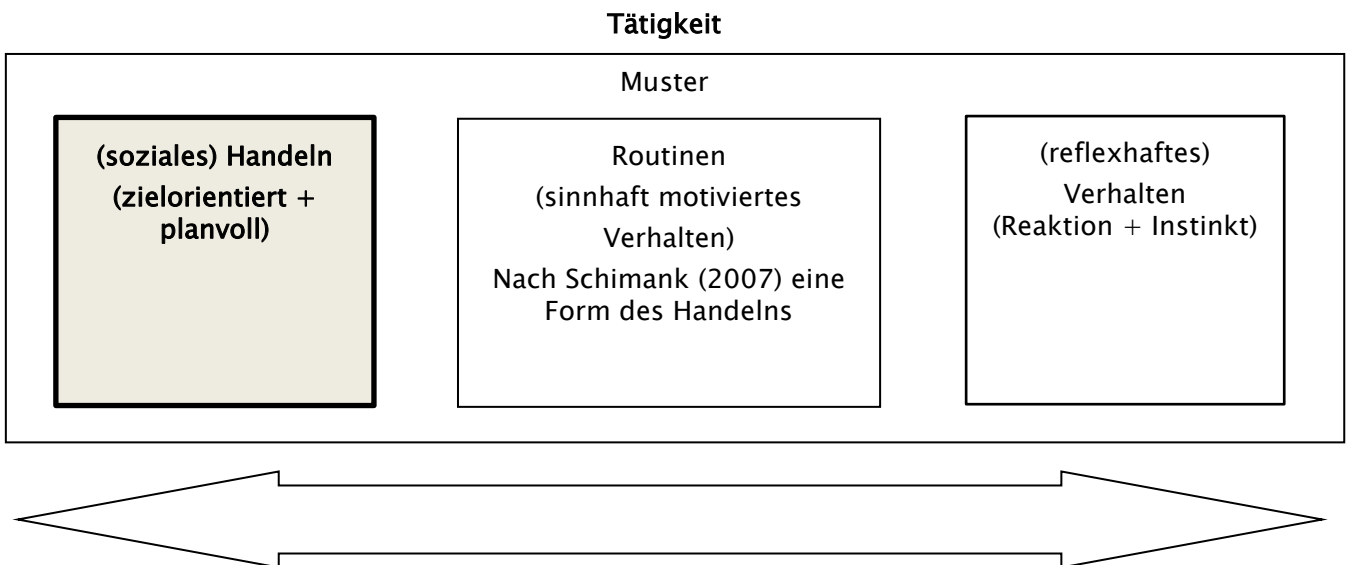 Tätigkeit
Muster
(soziales) Handeln
(zielorientiert +
planvoll)
Routinen
(sinnhaft motiviertes
Verhalten)
Nach Schimank (2007) eine
Form des Handelns
(reflexhaftes)
Verhalten
(Reaktion + Instinkt)